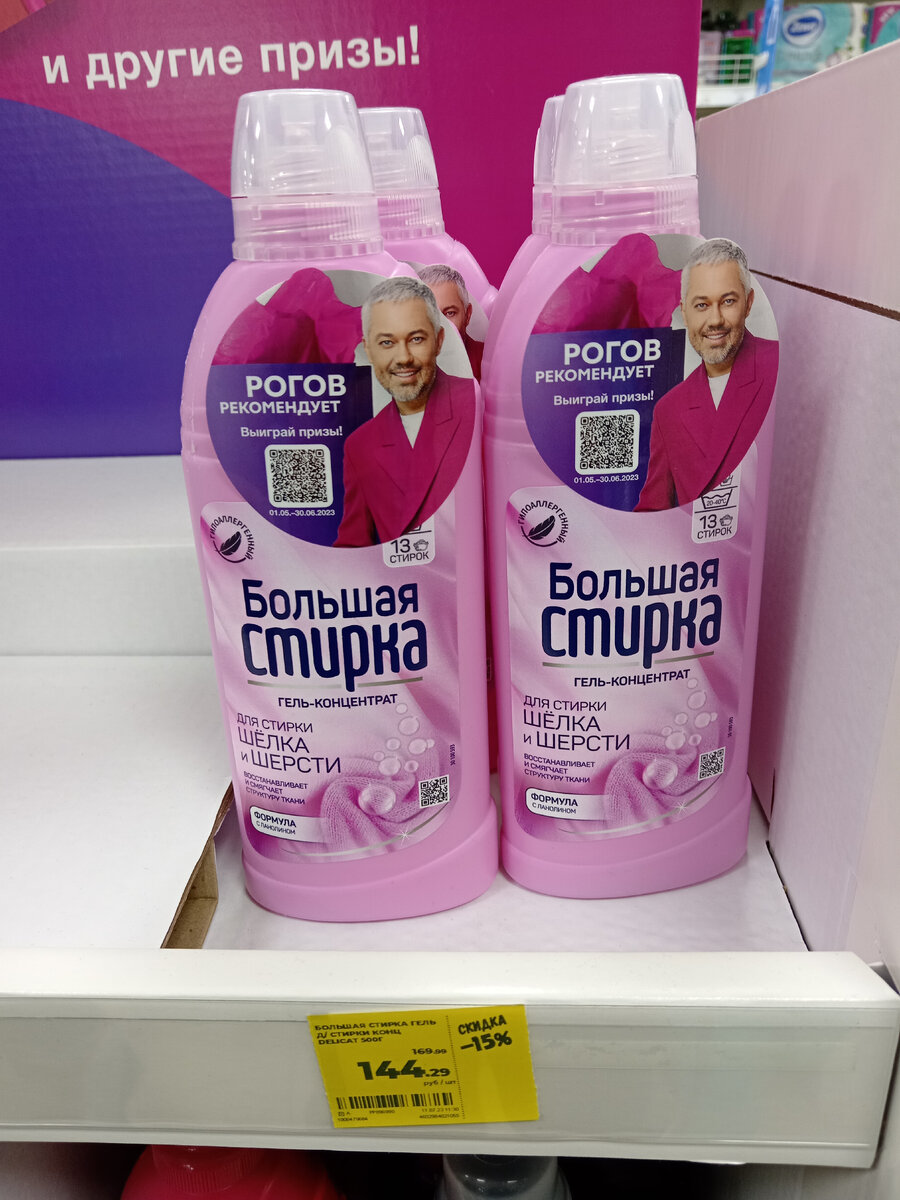 и другие призы!
РОГОВ
РЕКОМЕНДУЕТ
Выиграй призы!
01.05.–30.06.2023
ГИПОАЛЛЕРГЕННЫЙ
13
СТИРОК
Большая
Стирка
ГЕЛЬ-КОНЦЕНТРАТ
ДЛЯ СТИРКИ
ШЁЛКА
и ШЕРСТИ
ВОССТАНАВЛИВАЕТ
И СМЯГЧАЕТ
СТРУКТУРУ ТКАНИ
ФОРМУЛА
С ЛАНОЛИНОМ
РОГОВ
РЕКОМЕНДУЕТ
Выиграй призы!
01.05.–30.06.2023
ГИПОАЛЛЕРГЕННЫЙ
20-40°C
13
СТИРОК
Большая
Стирка
ГЕЛЬ-КОНЦЕНТРАТ
ДЛЯ СТИРКИ
ШЁЛКА
и ШЕРСТИ
ВОССТАНАВЛИВАЕТ
И СМЯГЧАЕТ
СТРУКТУРУ ТКАНИ
ФОРМУЛА
С ЛАНОЛИНОМ
БОЛЬШАЯ СТИРКА ГЕЛЬ
Д/ СТИРКИ КОНЦ
DELICAT 500Г
СКИДКА
-15%
169.99
144.29
руб / шт